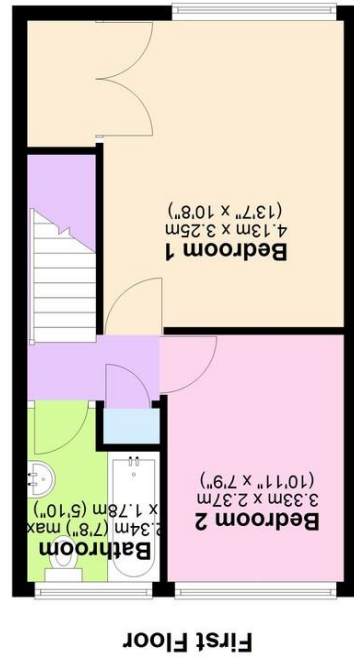 First Floor
Bathroom
2.34m (7'8") max
x 1.78m (5'10")
Bedroom 2
3.33m x 2.37m
(10'11" x 7'9")
Bedroom 1
4.13m x 3.25m
(13'7" x 10'8")